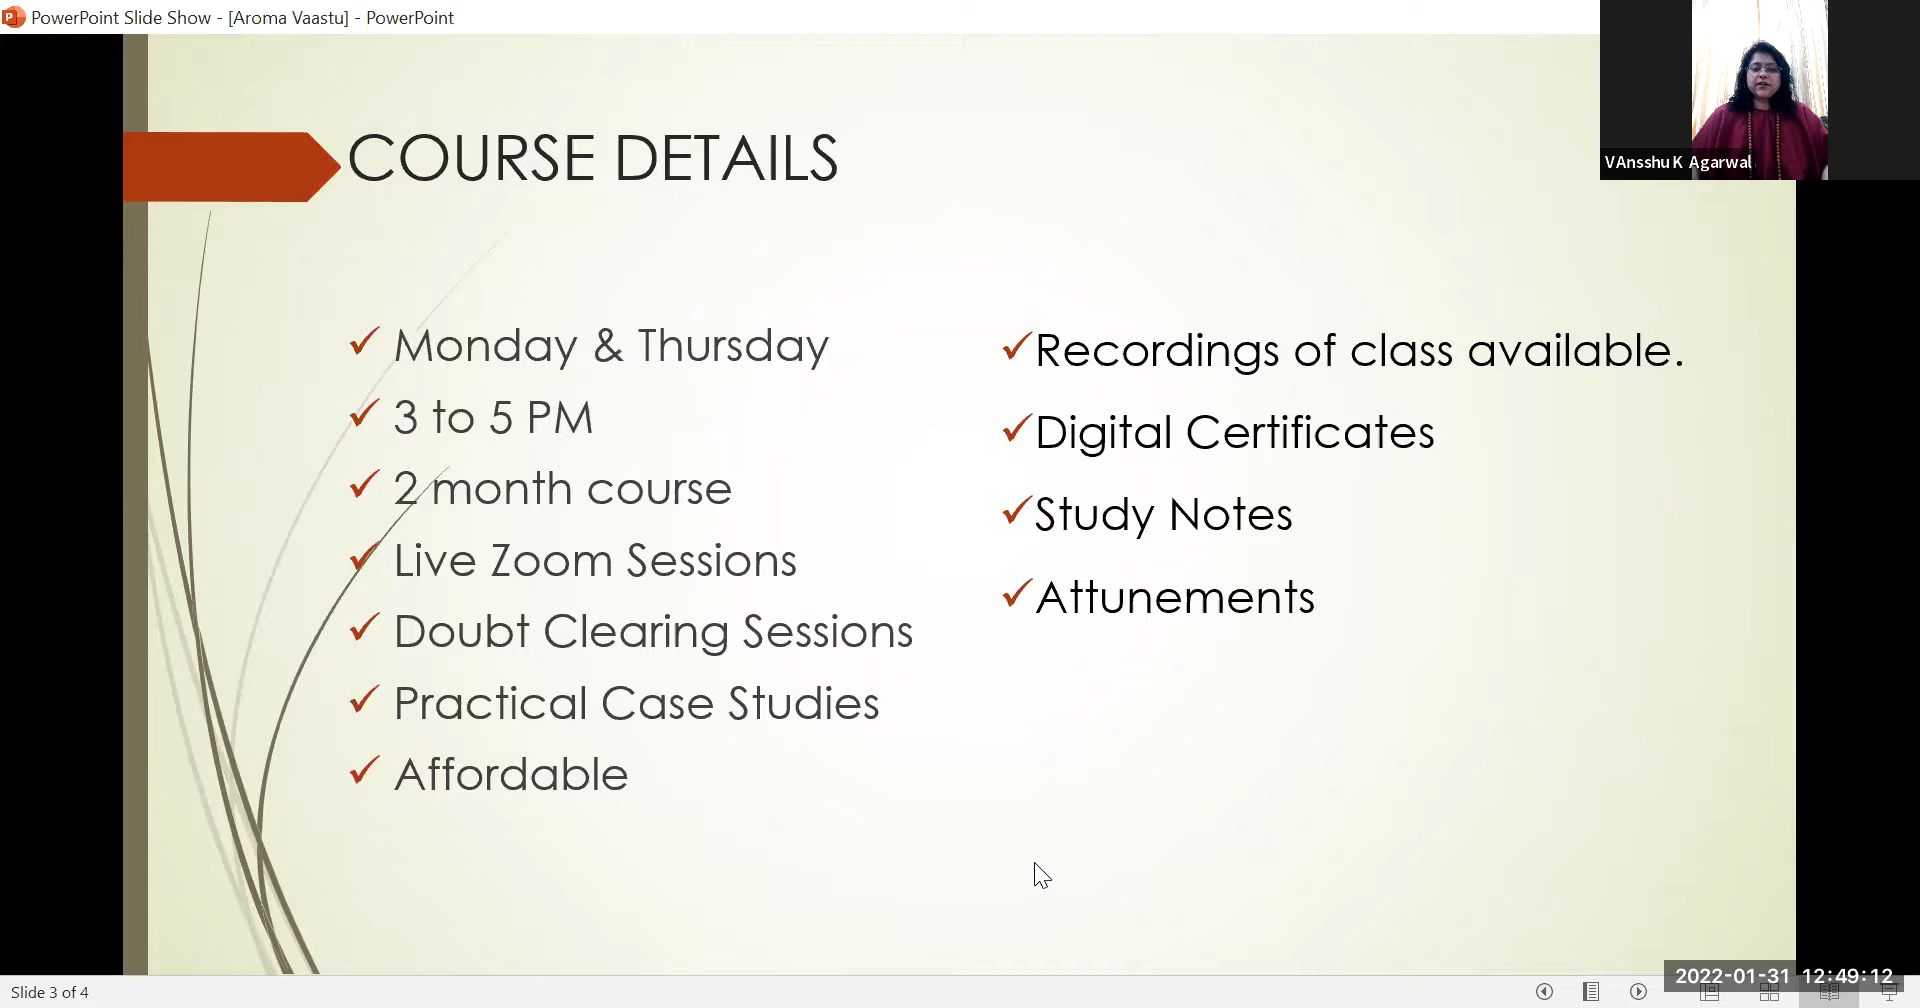 PowerPoint Slide Show - [Aroma Vaastu] - PowerPoint
VAnsshu K Agarwal
COURSE DETAILS
Monday & Thursday
3 to 5 PM
2 month course
Live Zoom Sessions
Doubt Clearing Sessions
Practical Case Studies
Affordable
Recordings of class available.
Digital Certificates
Study Notes
Attunements
Slide 3 of 4
2022-01-31 12:49:12